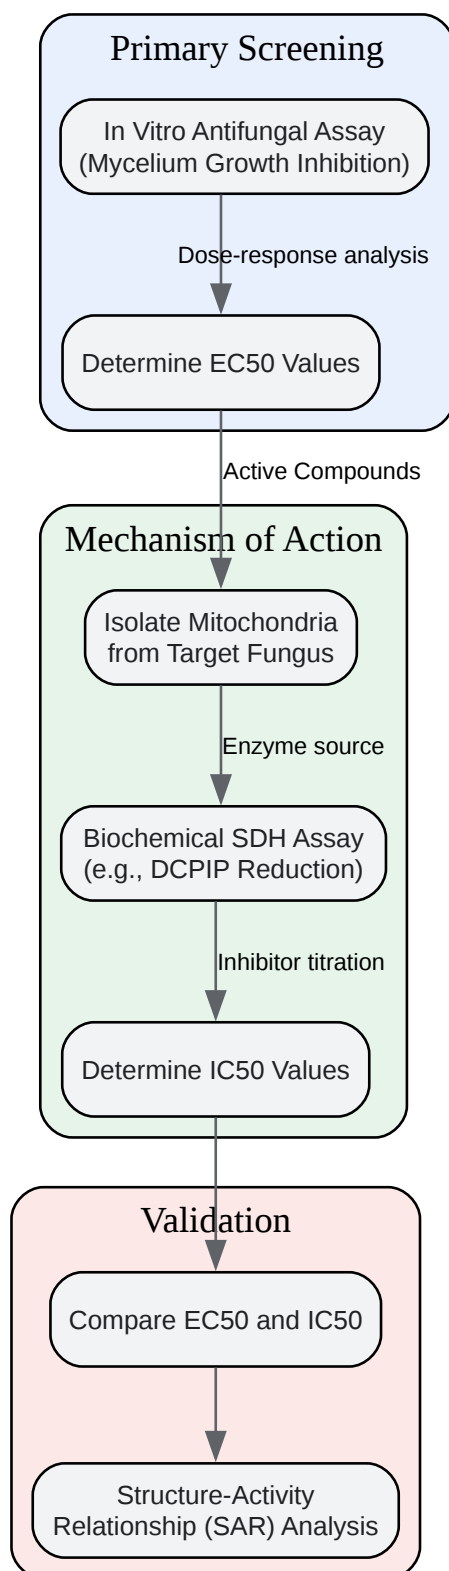 Primary Screening
In Vitro Antifungal Assay
(Mycelium Growth Inhibition)
Dose-response analysis
Determine EC50 Values
Active Compounds
Mechanism of Action
Isolate Mitochondria
from Target Fungus
Enzyme source
Biochemical SDH Assay
(e.g., DCPIP Reduction)
Inhibitor titration
Determine IC50 Values
Validation
Compare EC50 and IC50
Structure-Activity
Relationship (SAR) Analysis